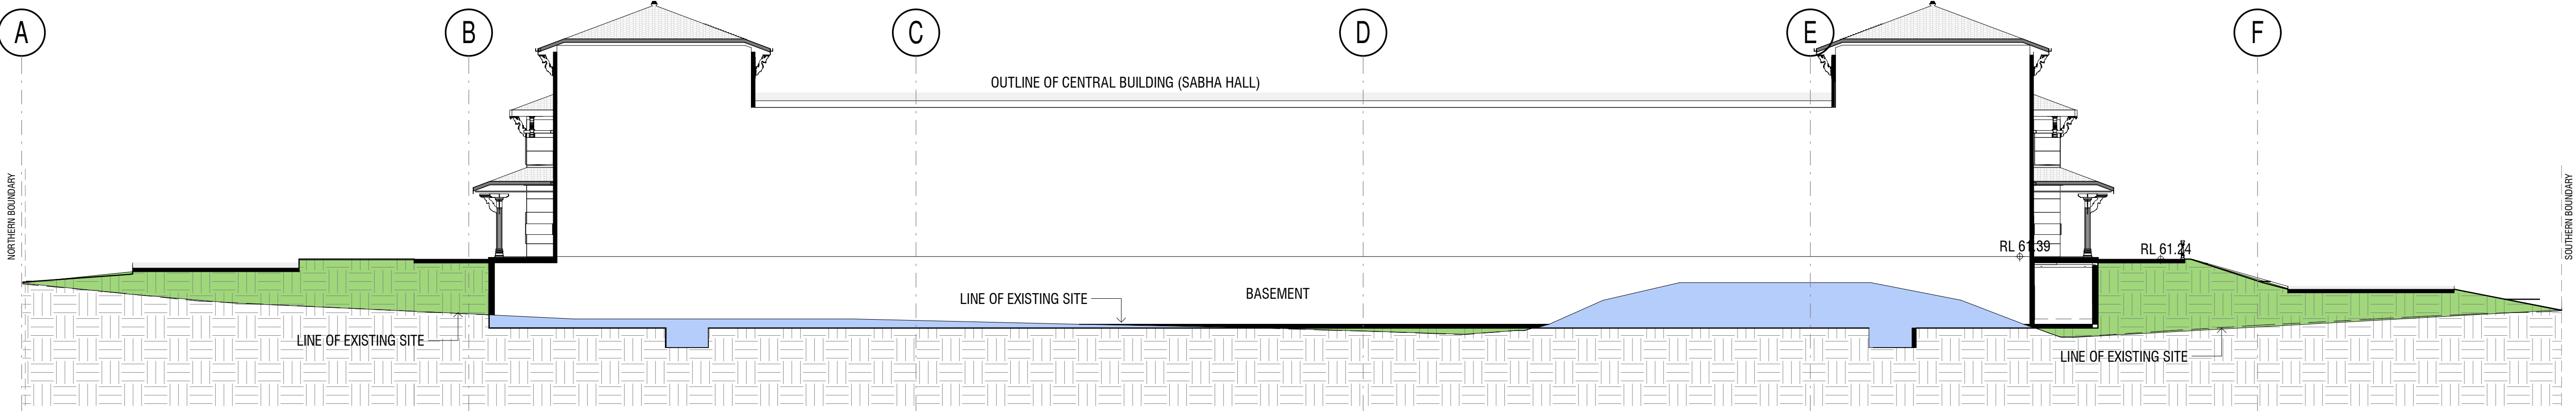 A
B
C
D
E
F
OUTLINE OF CENTRAL BUILDING (SABHA HALL)
NORTHERN BOUNDARY
SOUTHERN BOUNDARY
RL 61.39
RL 61.24
LINE OF EXISTING SITE
BASEMENT
LINE OF EXISTING SITE
LINE OF EXISTING SITE